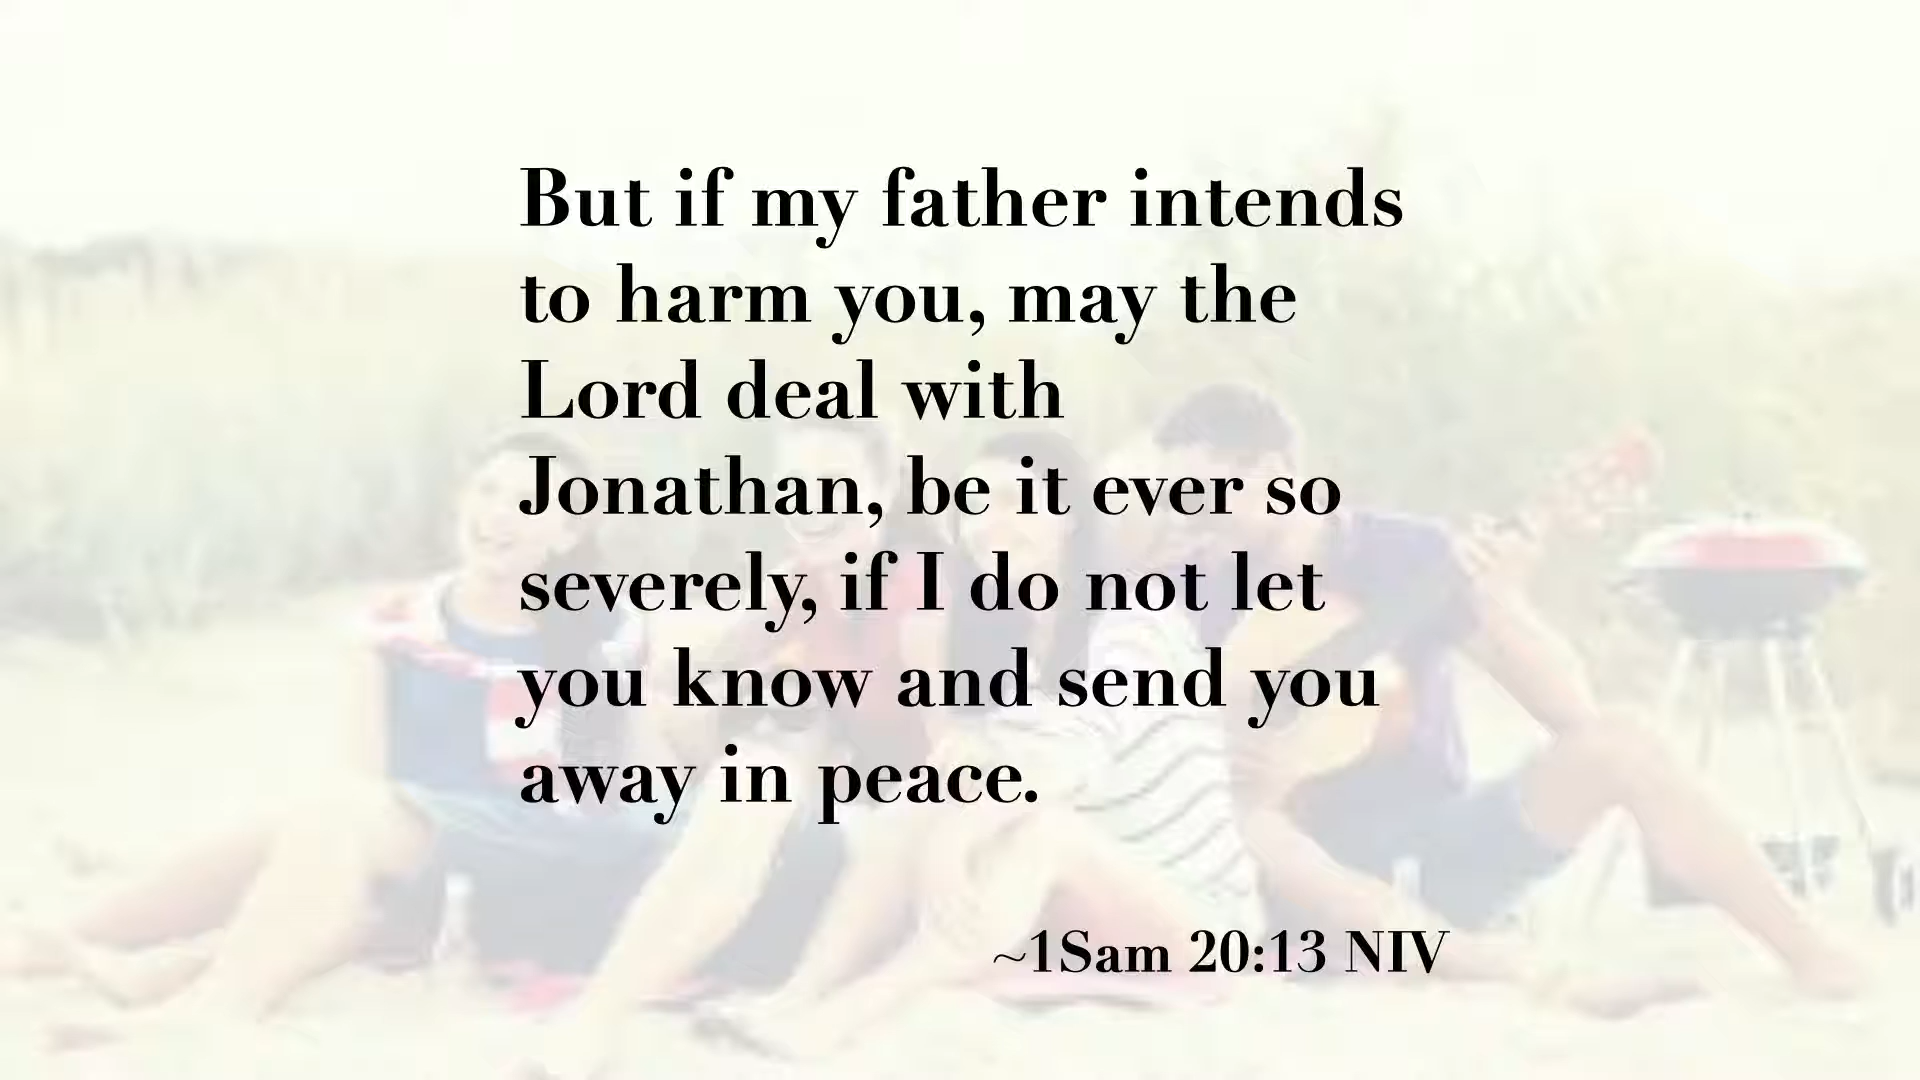 But if my father intends
to harm you, may the
Lord deal with
Jonathan, be it ever so
severely, if I do not let
you know and send you
away in peace.
~1Sam 20:13 NIV